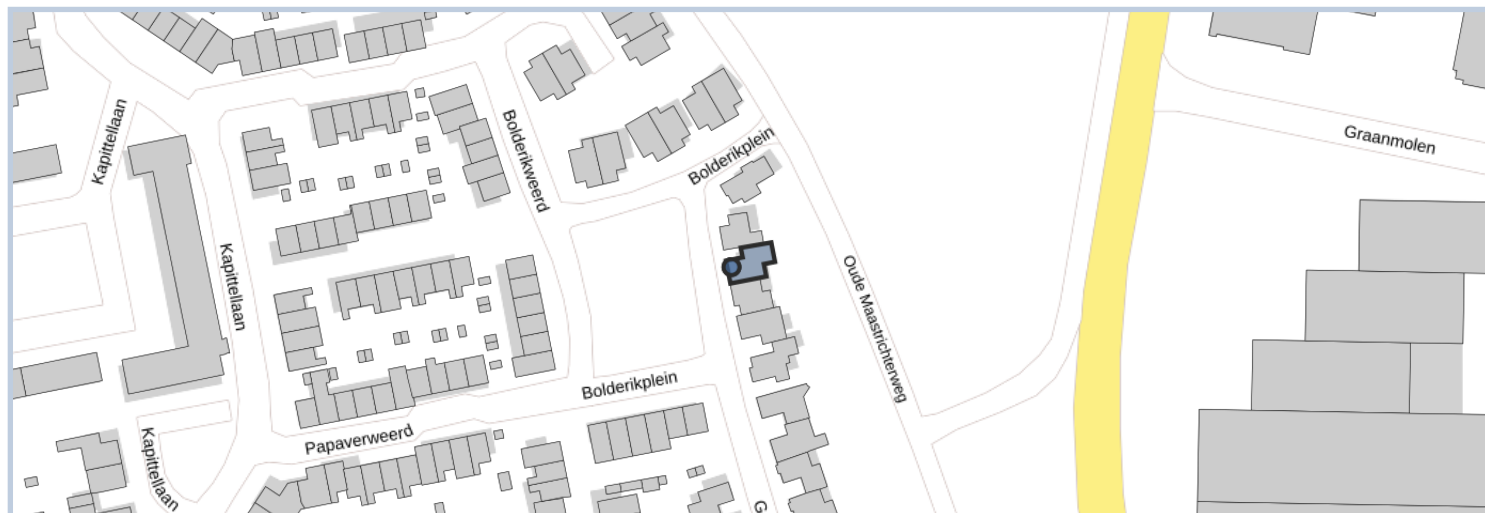 Kapittellaan
Bolderikweerd
Bolderikplein
Graanmolen
Kapittellaan
Oude Maastrichterweg
Bolderikplein
Papaverweerd
Kapittellaan
G